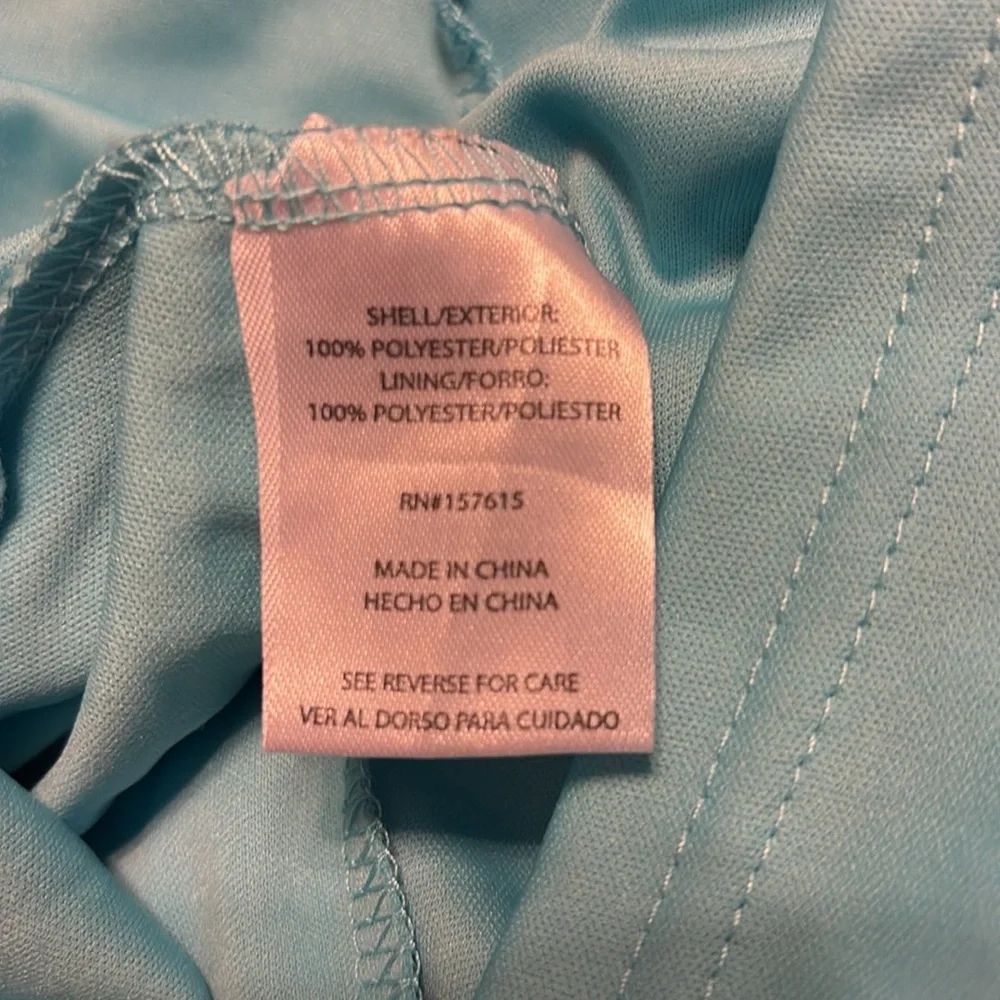 SHELL/EXTERIOR:
100% POLYESTER/POLIESTER
LINING/FORRO:
100% POLYESTER/POLIESTER
RN#157615
MADE IN CHINA
HECHO EN CHINA
SEE REVERSE FOR CARE
VER AL DORSO PARA CUIDADO